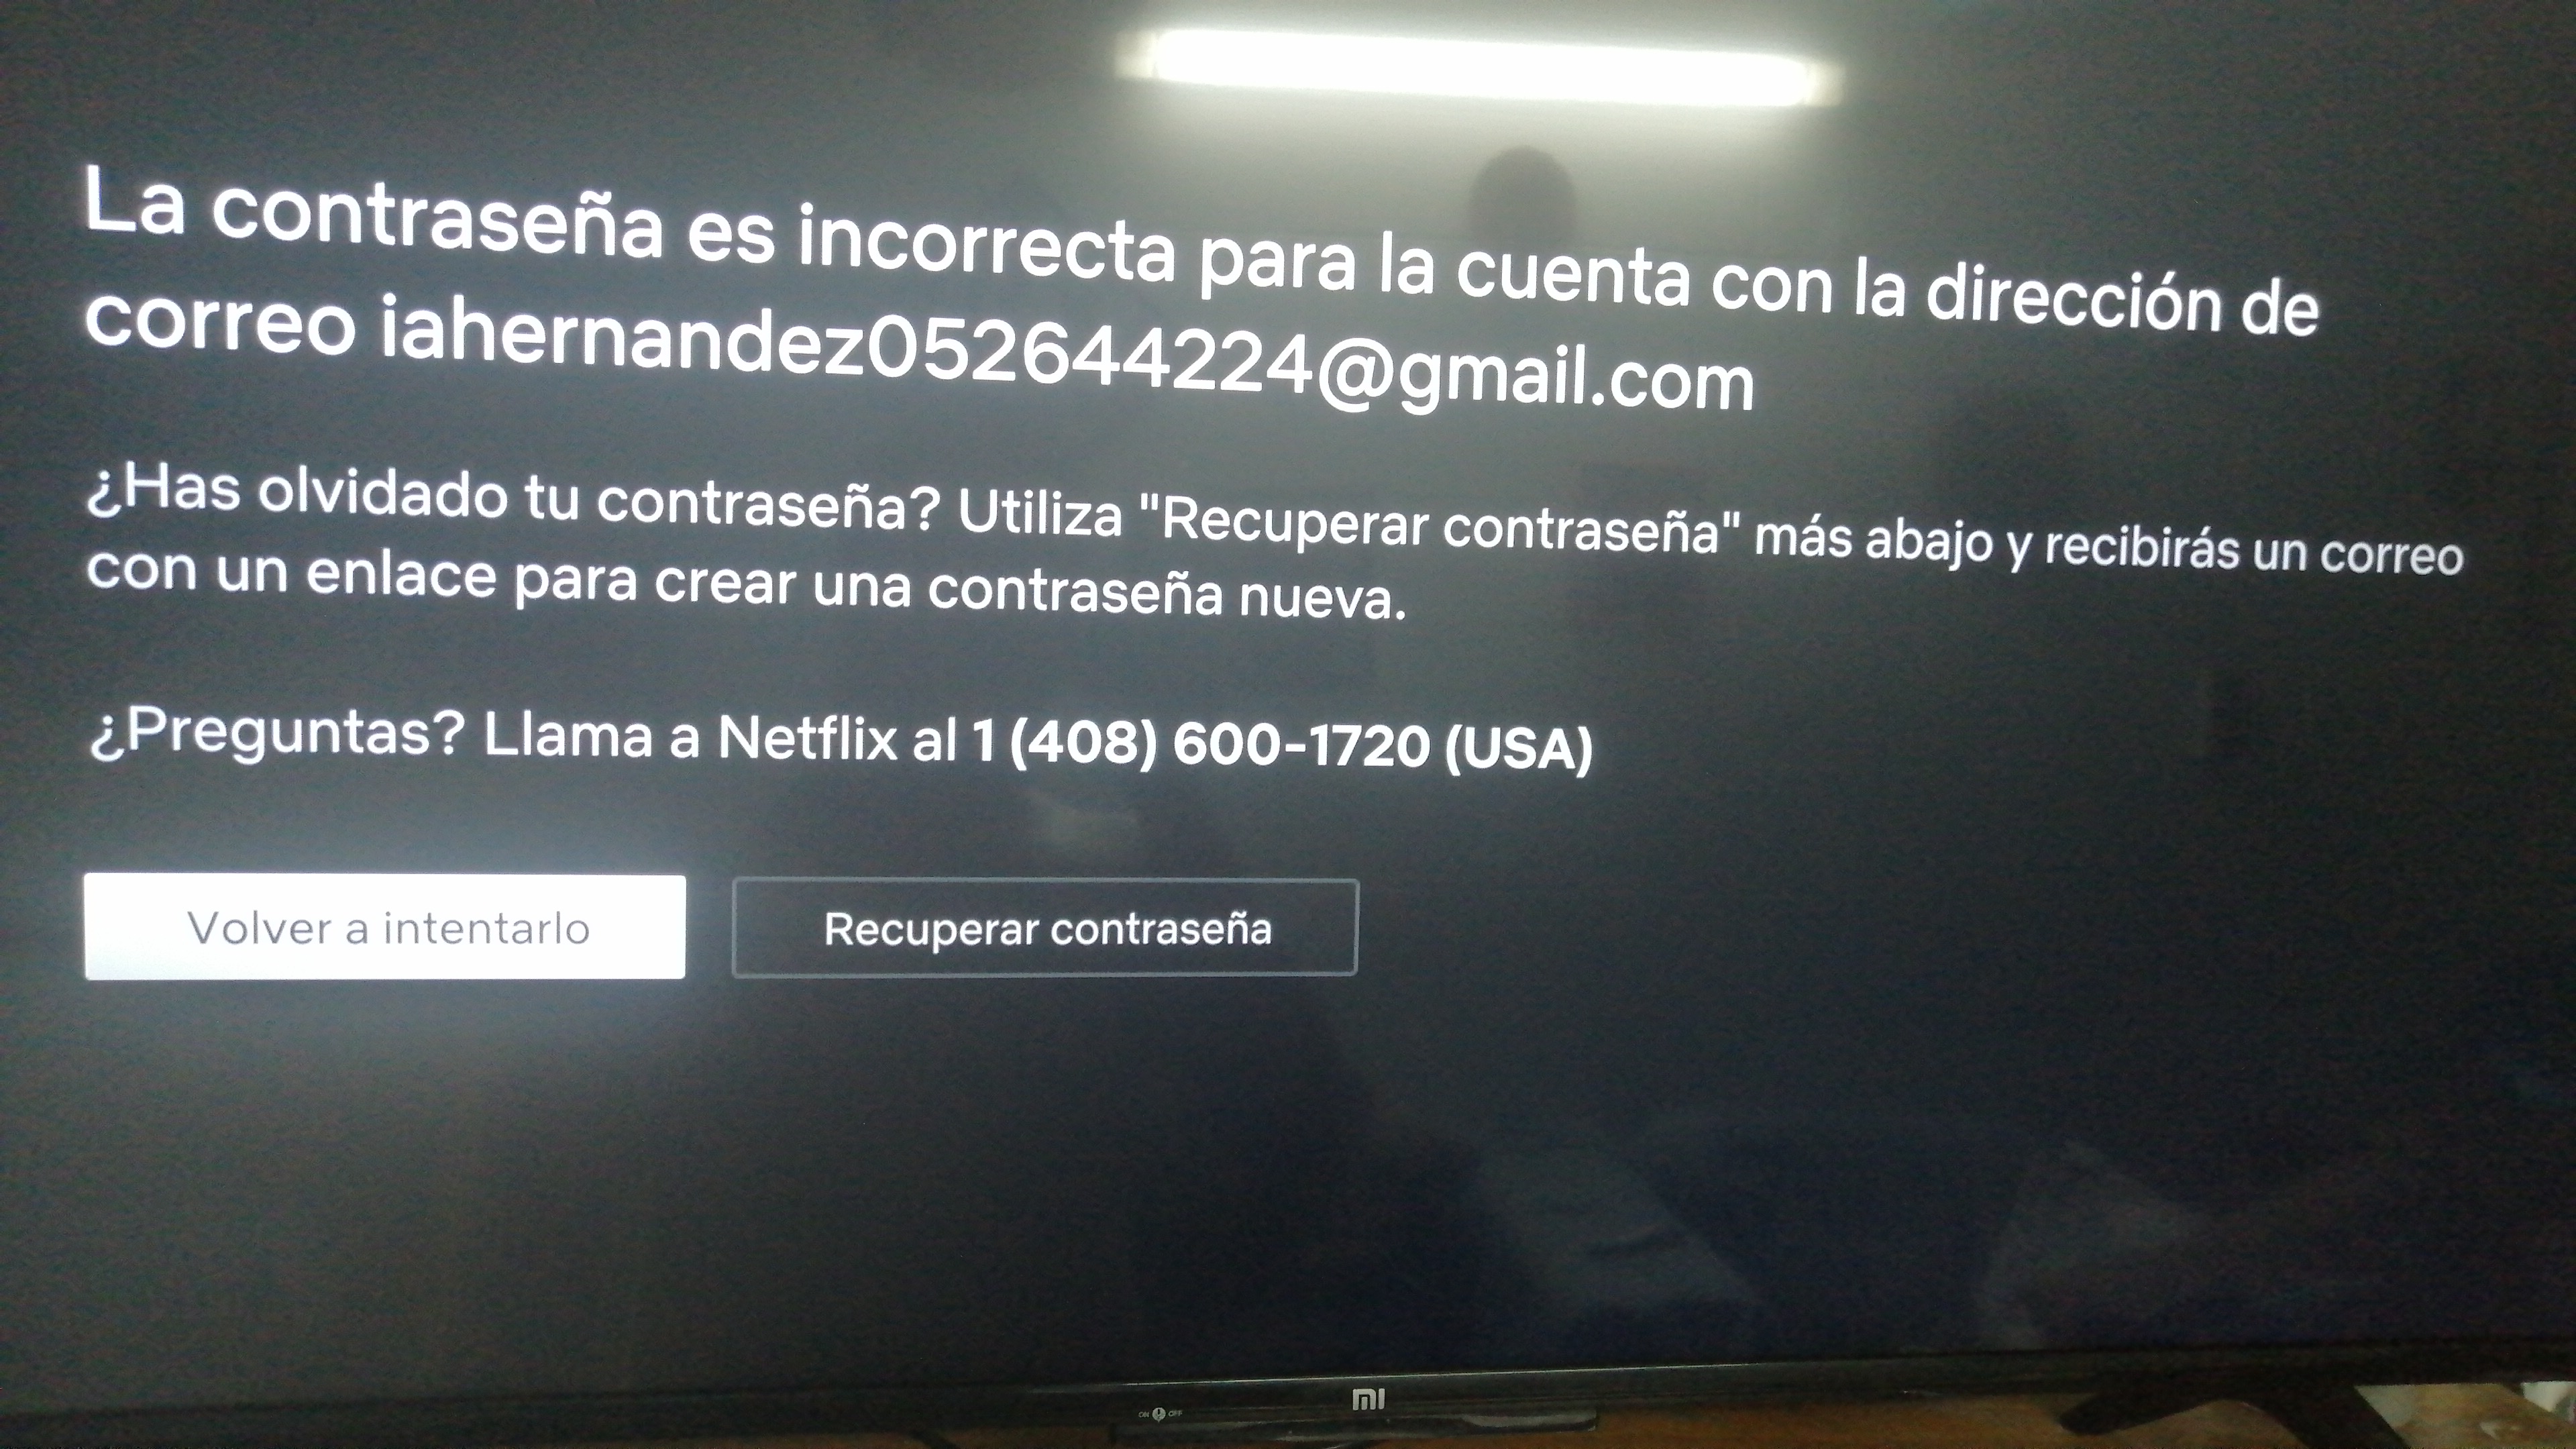 La contraseña es incorrecta para la cuenta con la dirección de
correo iahernandez052644224@gmail.com
¿Has olvidado tu contraseña? Utiliza "Recuperar contraseña" más abajo y recibirás un correo
con un enlace para crear una contraseña nueva.
¿Preguntas? Llama a Netflix al 1 (408) 600-1720 (USA)
Volver a intentarlo
Recuperar contraseña
ON OFF
MI